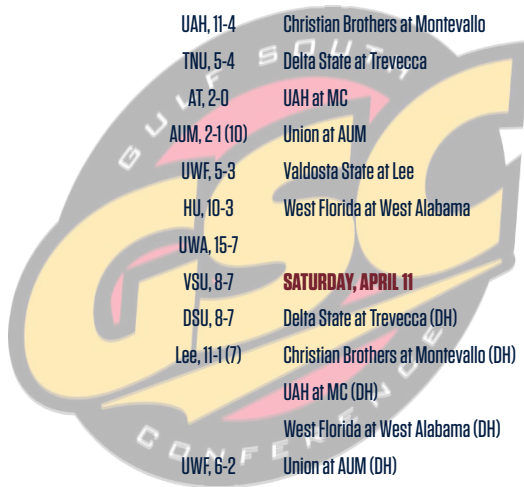 UAH, 11-4 Christian Brothers at Montevallo
TNU, 5-4 Delta State at Trevecca
AT, 2-0 UAH at MC
AUM, 2-1 (10) Union at AUM
UWF, 5-3 Valdosta State at Lee
HU, 10-3 West Florida at West Alabama
UWA, 15-7
VSU, 8-7 SATURDAY, APRIL 11
DSU, 8-7 Delta State at Trevecca (DH)
Lee, 11-1 (7) Christian Brothers at Montevallo (DH)
UAH at MC (DH)
West Florida at West Alabama (DH)
UWF, 6-2 Union at AUM (DH)
GULF SOUTH
GSC
CONFERENCE